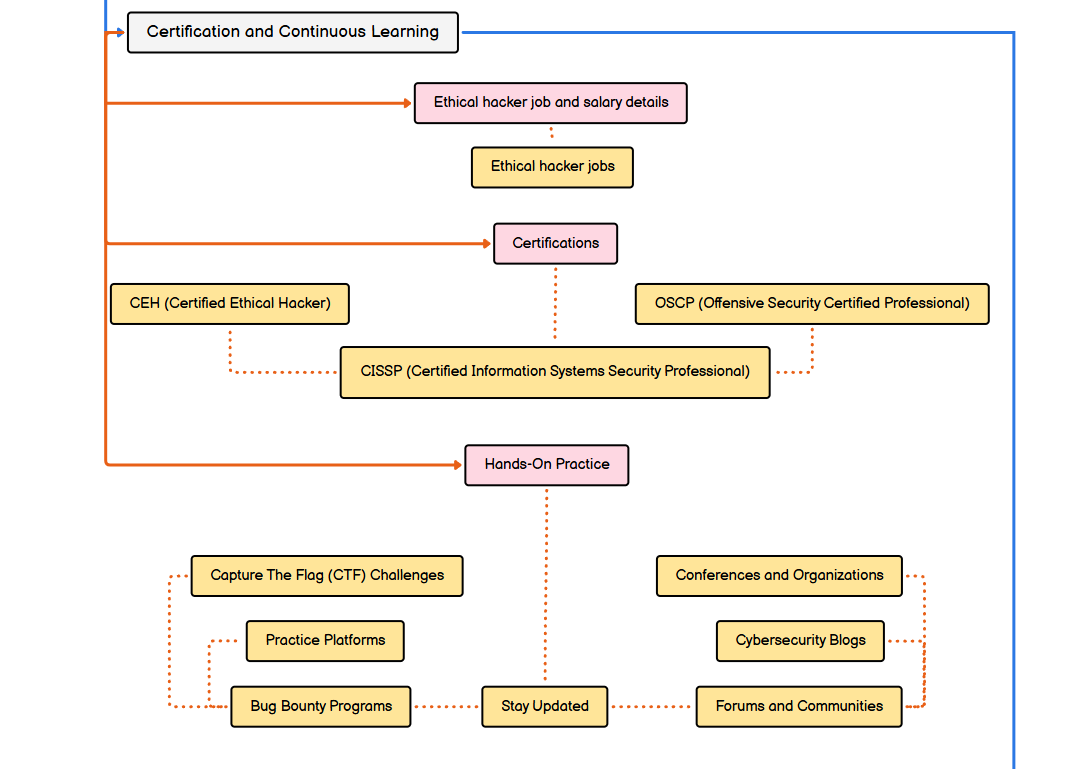 Certification and Continuous Learning
Ethical hacker job and salary details
Ethical hacker jobs
Certifications
CEH (Certified Ethical Hacker)
OSCP (Offensive Security Certified Professional)
CISSP (Certified Information Systems Security Professional)
Hands-On Practice
Capture The Flag (CTF) Challenges
Conferences and Organizations
Practice Platforms
Cybersecurity Blogs
Bug Bounty Programs
Stay Updated
Forums and Communities